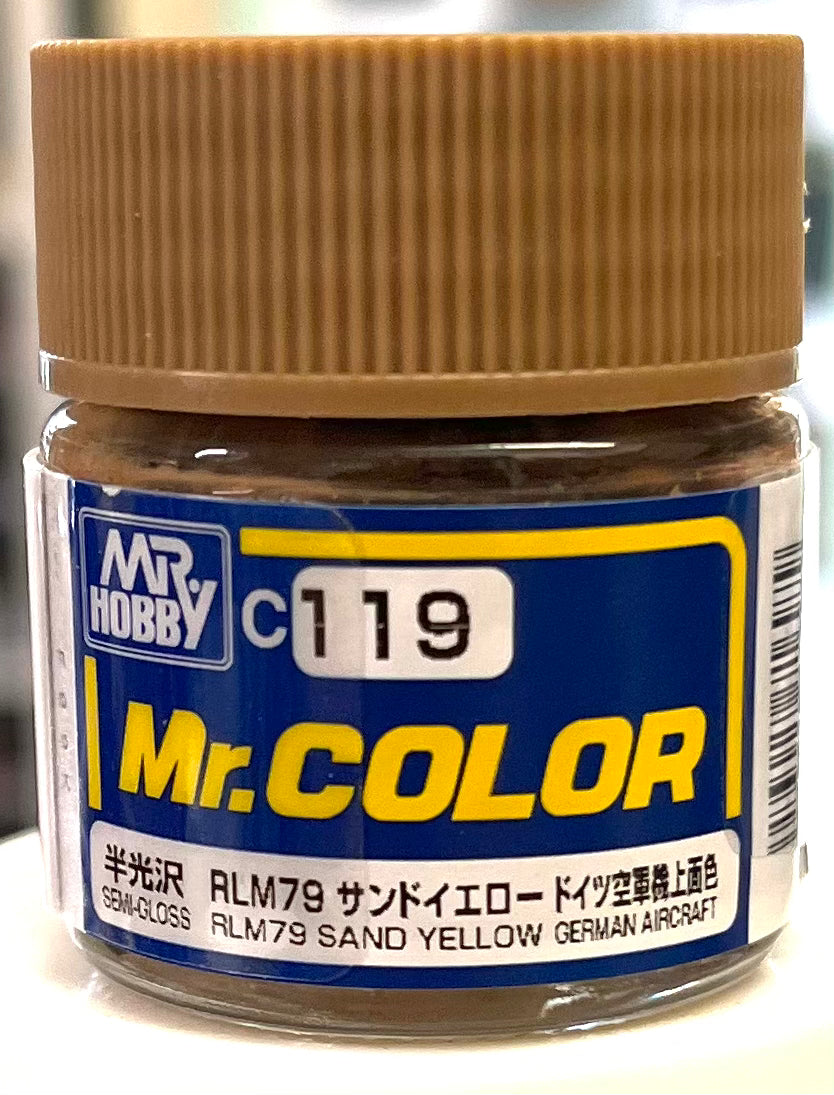 MR.
HOBBY
C119
Mr.COLOR
半光沢 RLM79 サンドイエロー ドイツ空軍機上面色
SEMI-GLOSS RLM79 SAND YELLOW GERMAN AIRCRAFT